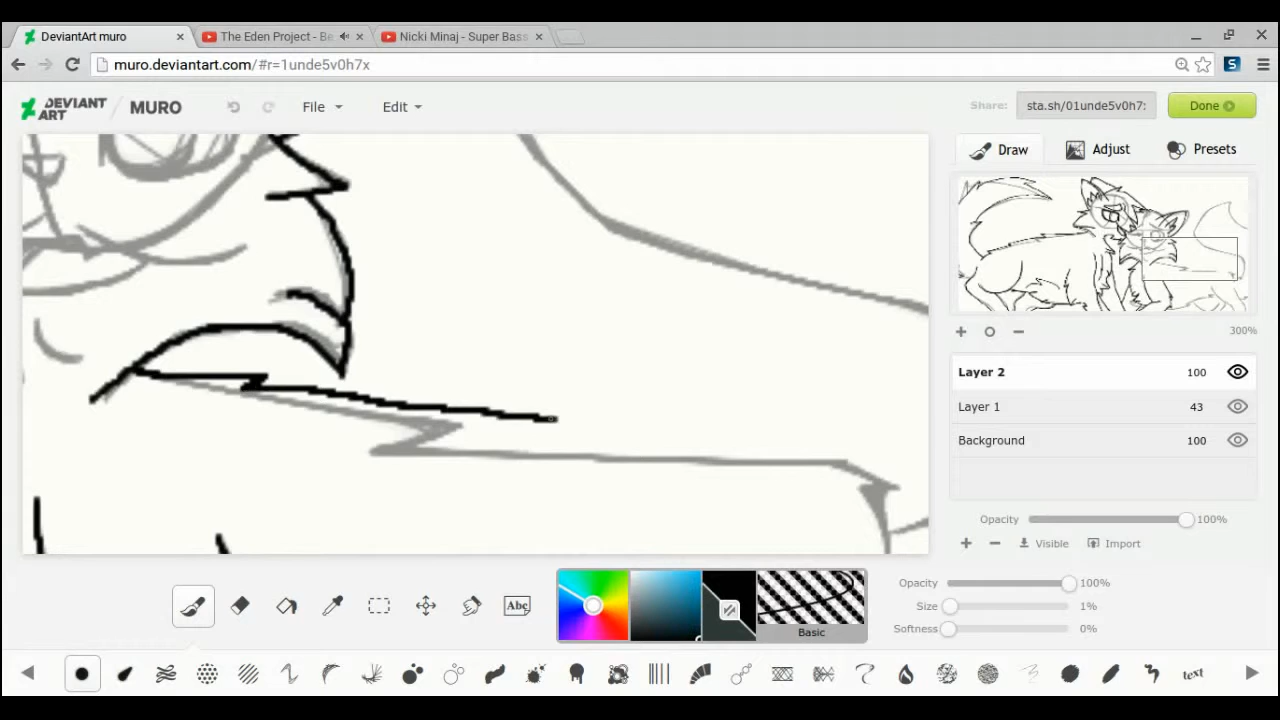 DeviantArt muro
The Eden Project - Be
Nicki Minaj - Super Bass
muro.deviantart.com/#r=1unde5v0h7x
DEVIANT ART MURO
File
Edit
Share:
sta.sh/01unde5v0h7:
Done
Draw
Adjust
Presets
300%
Layer 2 100
Layer 1 43
Background 100
Opacity 100%
Visible
Import
Abc
Basic
Opacity 100%
Size 1%
Softness 0%
text